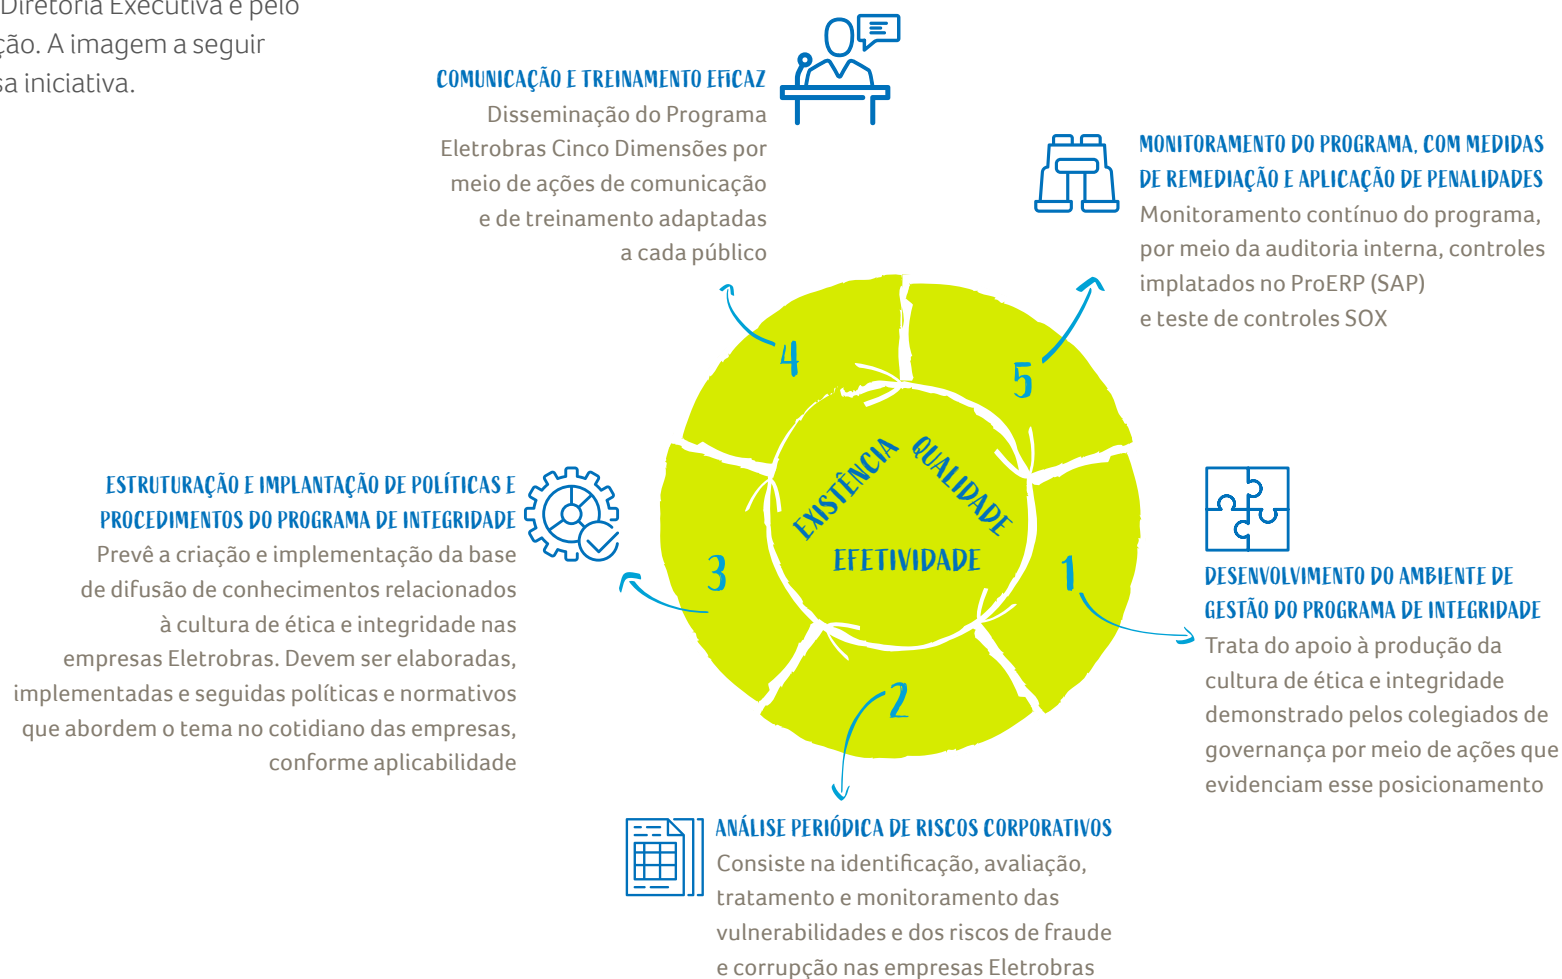 Diretoria Executiva e pelo
ção. A imagem a seguir
sa iniciativa.
COMUNICAÇÃO E TREINAMENTO EFICAZ
Disseminação do Programa
Eletrobras Cinco Dimensões por
meio de ações de comunicação
e de treinamento adaptadas
a cada público
MONITORAMENTO DO PROGRAMA, COM MEDIDAS
DE REMEDIAÇÃO E APLICAÇÃO DE PENALIDADES
Monitoramento contínuo do programa,
por meio da auditoria interna, controles
implatados no ProERP (SAP)
e teste de controles SOX
4
5
EXISTÊNCIA
QUALIDADE
EFETIVIDADE
3
1
2
ESTRUTURAÇÃO E IMPLANTAÇÃO DE POLÍTICAS E
PROCEDIMENTOS DO PROGRAMA DE INTEGRIDADE
Prevê a criação e implementação da base
de difusão de conhecimentos relacionados
à cultura de ética e integridade nas
empresas Eletrobras. Devem ser elaboradas,
implementadas e seguidas políticas e normativos
que abordem o tema no cotidiano das empresas,
conforme aplicabilidade
DESENVOLVIMENTO DO AMBIENTE DE
GESTÃO DO PROGRAMA DE INTEGRIDADE
Trata do apoio à produção da
cultura de ética e integridade
demonstrado pelos colegiados de
governança por meio de ações que
evidenciam esse posicionamento
ANÁLISE PERIÓDICA DE RISCOS CORPORATIVOS
Consiste na identificação, avaliação,
tratamento e monitoramento das
vulnerabilidades e dos riscos de fraude
e corrupção nas empresas Eletrobras